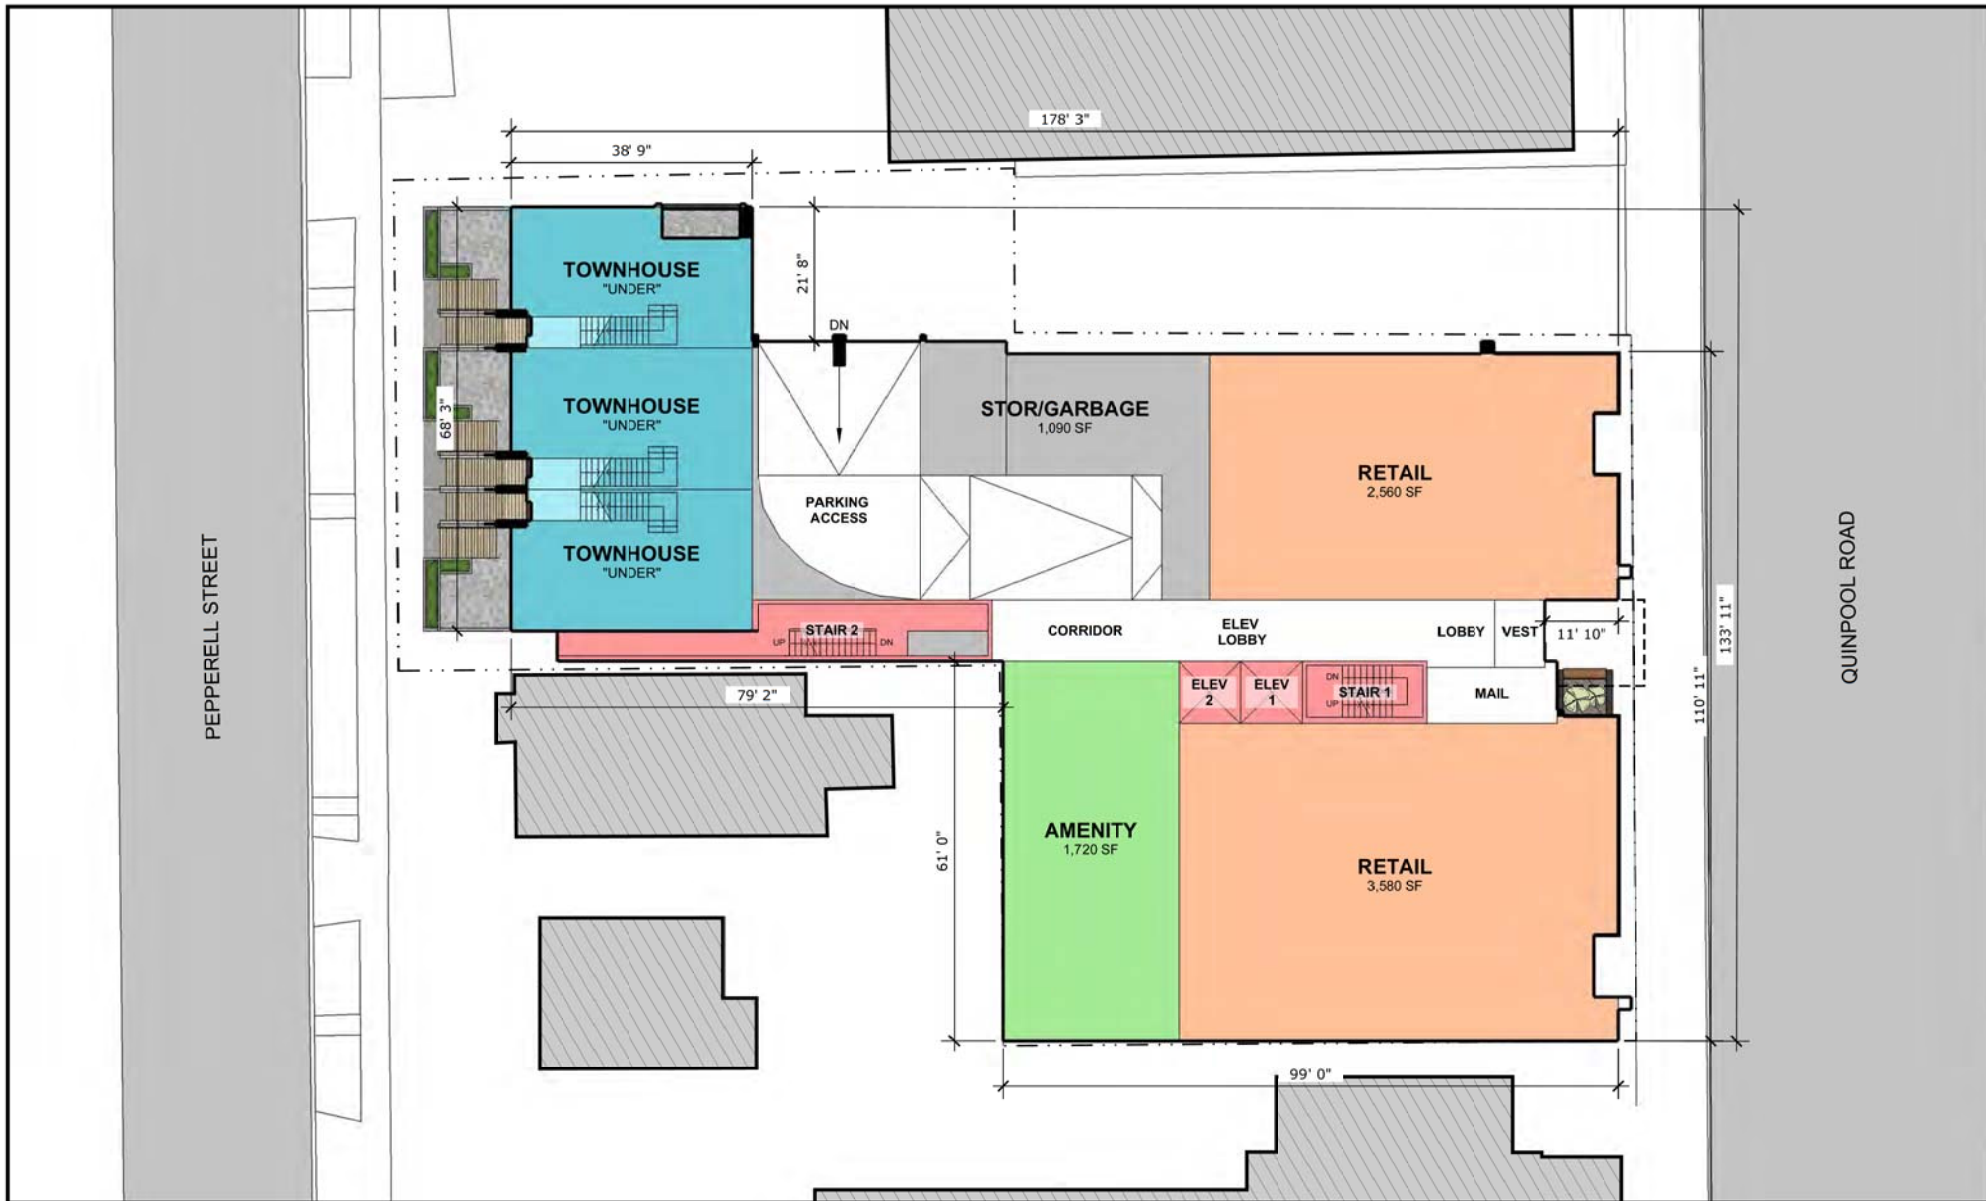 178' 3"
38' 9"
TOWNHOUSE
"UNDER"
21' 8"
DN
TOWNHOUSE
"UNDER"
68' 3"
STOR/GARBAGE
1,090 SF
RETAIL
2,560 SF
PARKING
ACCESS
TOWNHOUSE
"UNDER"
PEPPERELL STREET
QUINPOOL ROAD
STAIR 2
UP
DN
CORRIDOR
ELEV
LOBBY
LOBBY
VEST
11' 10"
133' 11"
110' 11"
79' 2"
ELEV
2
ELEV
1
DN
STAIR 1
UP
MAIL
61' 0"
AMENITY
1,720 SF
RETAIL
3,580 SF
99' 0"